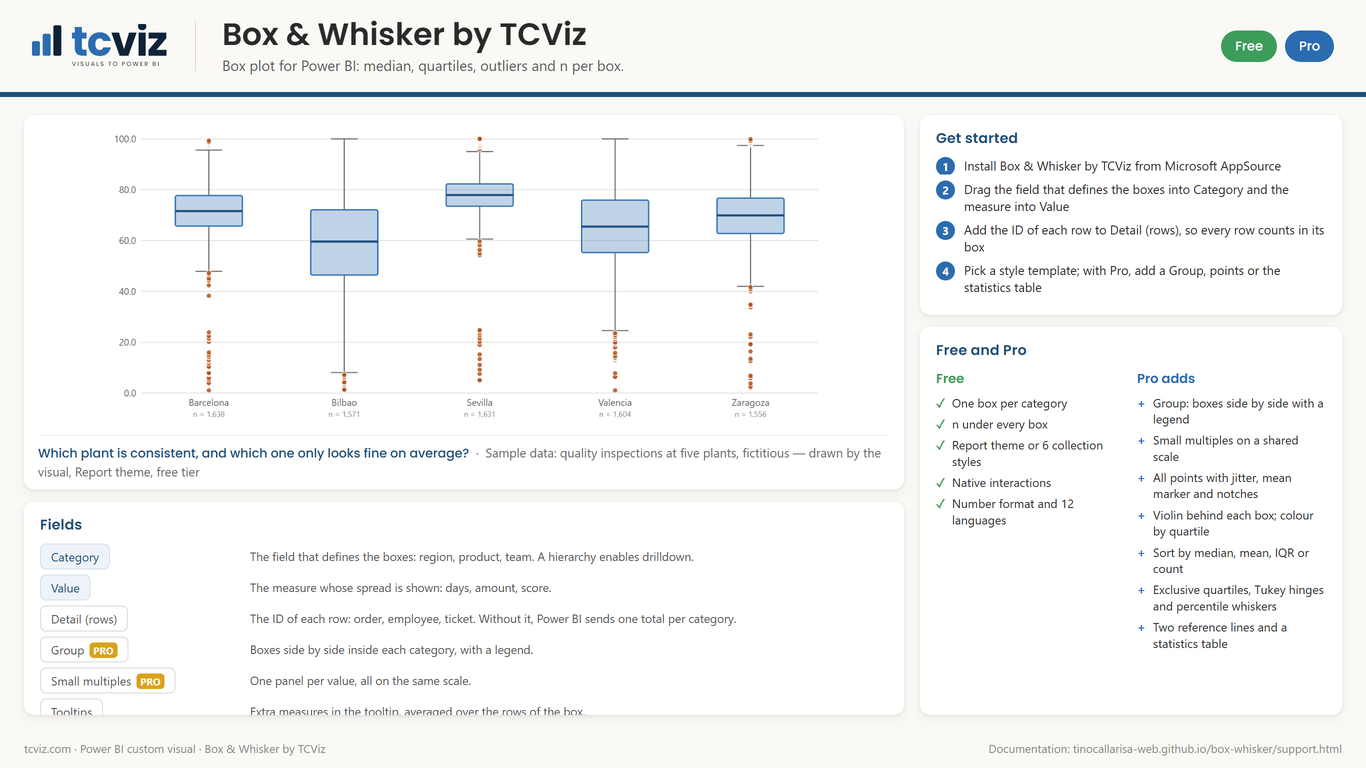 tcviz
VISUALS TO POWER BI
Box & Whisker by TCViz
Box plot for Power BI: median, quartiles, outliers and n per box.
Free
Pro
100.0
80.0
60.0
40.0
20.0
0.0
Barcelona
n = 1,638
Bilbao
n = 1,571
Sevilla
n = 1,631
Valencia
n = 1,604
Zaragoza
n = 1,556
Which plant is consistent, and which one only looks fine on average? · Sample data: quality inspections at five plants, fictitious — drawn by the
visual, Report theme, free tier
Fields
Category
The field that defines the boxes: region, product, team. A hierarchy enables drilldown.
Value
The measure whose spread is shown: days, amount, score.
Detail (rows)
The ID of each row: order, employee, ticket. Without it, Power BI sends one total per category.
Group PRO
Boxes side by side inside each category, with a legend.
Small multiples PRO
One panel per value, all on the same scale.
Tooltips
Extra measures in the tooltip, averaged over the rows of the box.
Get started
1 Install Box & Whisker by TCViz from Microsoft AppSource
2 Drag the field that defines the boxes into Category and the
measure into Value
3 Add the ID of each row to Detail (rows), so every row counts in its
box
4 Pick a style template; with Pro, add a Group, points or the
statistics table
Free and Pro
Free
✓ One box per category
✓ n under every box
✓ Report theme or 6 collection
styles
✓ Native interactions
✓ Number format and 12
languages
Pro adds
+ Group: boxes side by side with a
legend
+ Small multiples on a shared
scale
+ All points with jitter, mean
marker and notches
+ Violin behind each box; colour
by quartile
+ Sort by median, mean, IQR or
count
+ Exclusive quartiles, Tukey hinges
and percentile whiskers
+ Two reference lines and a
statistics table
tcviz.com · Power BI custom visual · Box & Whisker by TCViz
Documentation: tinocallarisa-web.github.io/box-whisker/support.html